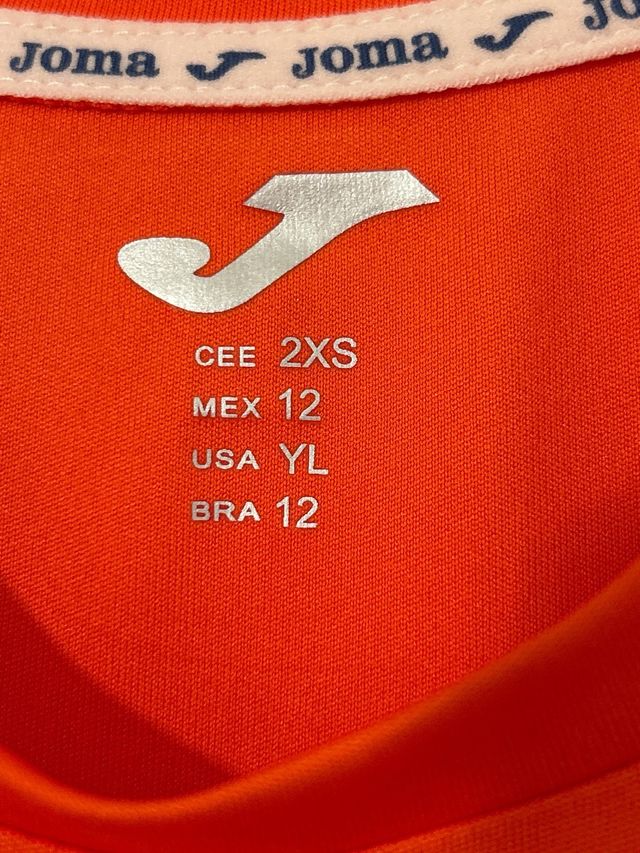 Joma Joma Jo
CEE 2XS
MEX 12
USA YL
BRA 12